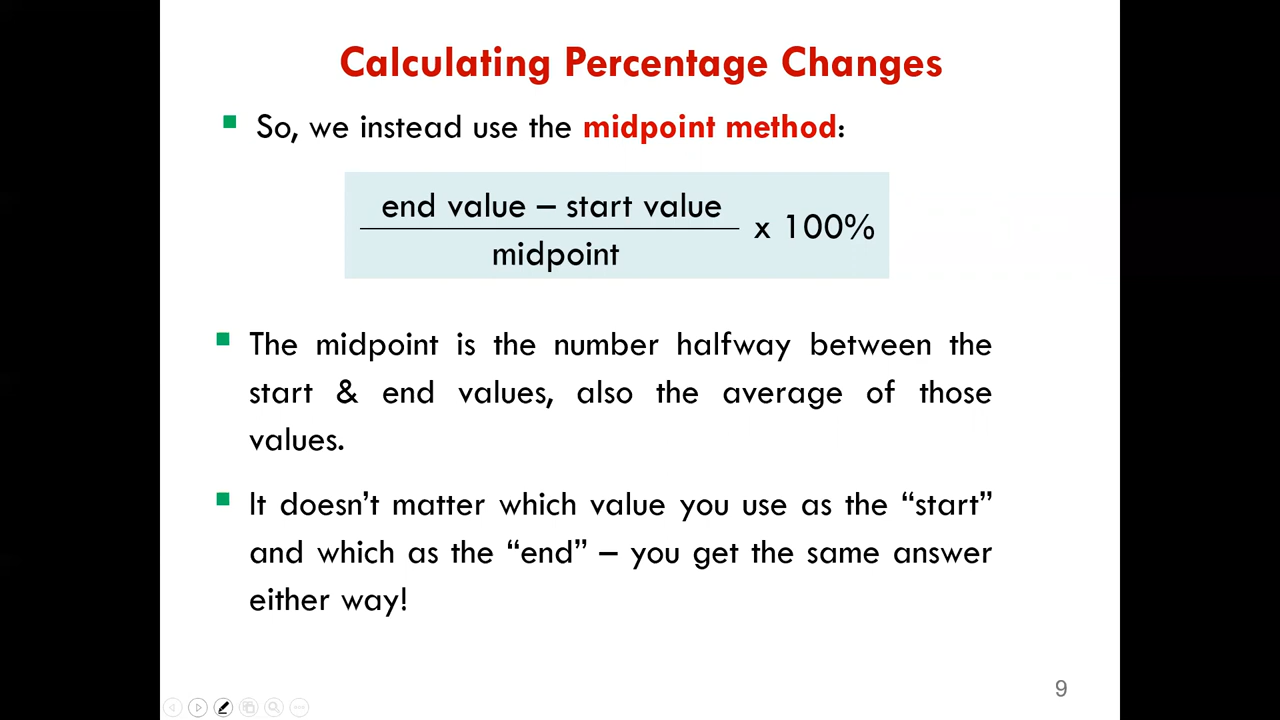 Calculating Percentage Changes
So, we instead use the midpoint method:
end value – start value
x 100%
midpoint
The midpoint is the number halfway between the
start & end values, also the average of those
values.
It doesn’t matter which value you use as the “start”
and which as the “end” – you get the same answer
either way!
9